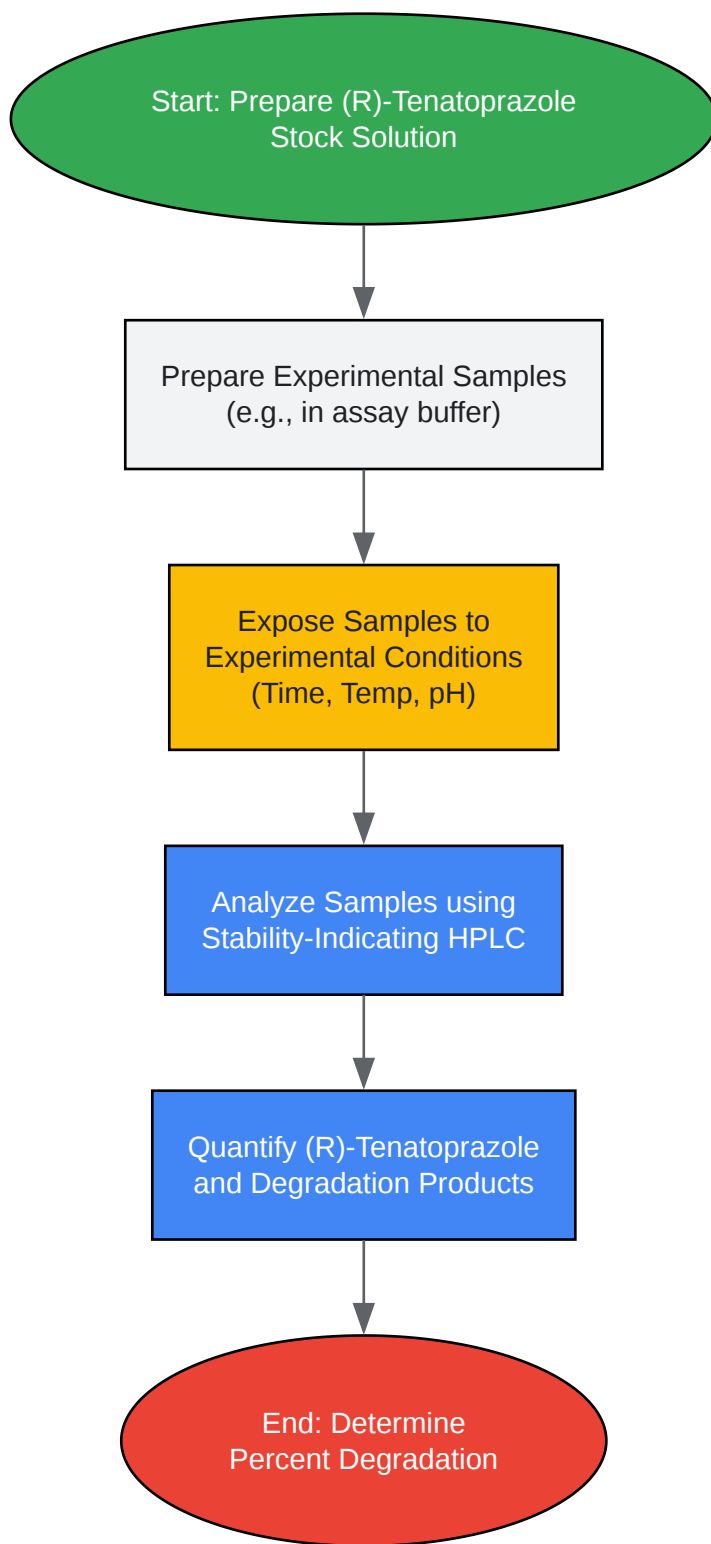 Start: Prepare (R)-Tenatoprazole
Stock Solution
Prepare Experimental Samples
(e.g., in assay buffer)
Expose Samples to
Experimental Conditions
(Time, Temp, pH)
Analyze Samples using
Stability-Indicating HPLC
Quantify (R)-Tenatoprazole
and Degradation Products
End: Determine
Percent Degradation